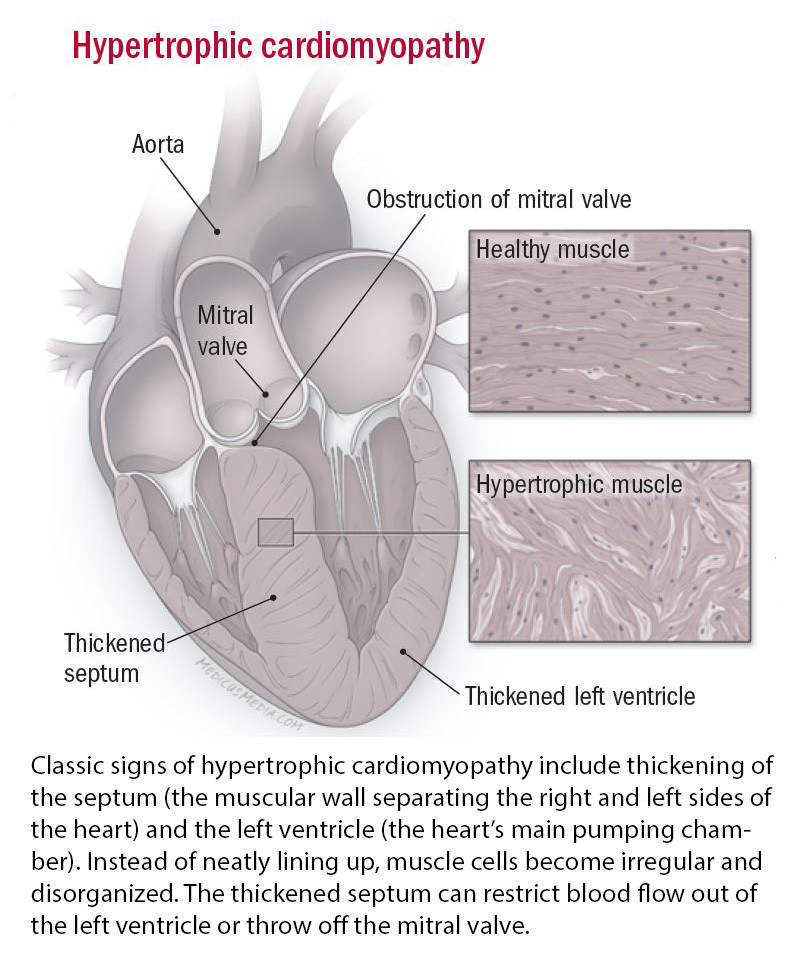 Hypertrophic cardiomyopathy
Aorta
Obstruction of mitral valve
Healthy muscle
Mitral
valve
Hypertrophic muscle
Thickened
septum
MEDICUSMEDIA.COM
Thickened left ventricle
Classic signs of hypertrophic cardiomyopathy include thickening of
the septum (the muscular wall separating the right and left sides of
the heart) and the left ventricle (the heart’s main pumping cham-
ber). Instead of neatly lining up, muscle cells become irregular and
disorganized. The thickened septum can restrict blood flow out of
the left ventricle or throw off the mitral valve.